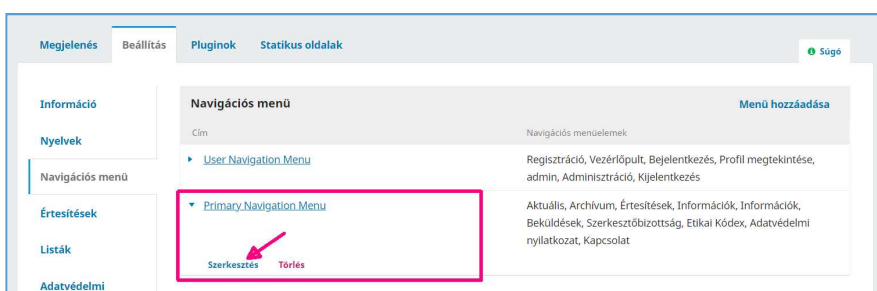 Megjelenés Beállítás Pluginok Statikus oldalak
Súgó
Információ
Nyelvek
Navigációs menü
Értesítések
Listák
Adatvédelmi
Navigációs menü Menü hozzáadása
Cím Navigációs menüelemek
User Navigation Menu Regisztráció, Vezérlőpult, Bejelentkezés, Profil megtekintése,
admin, Adminisztráció, Kijelentkezés
Primary Navigation Menu Aktuális, Archívum, Értesítések, Információk, Információk,
Beküldések, Szerkesztőbizottság, Etikai Kódex, Adatvédelmi
nyilatkozat, Kapcsolat
Szerkesztés Törlés